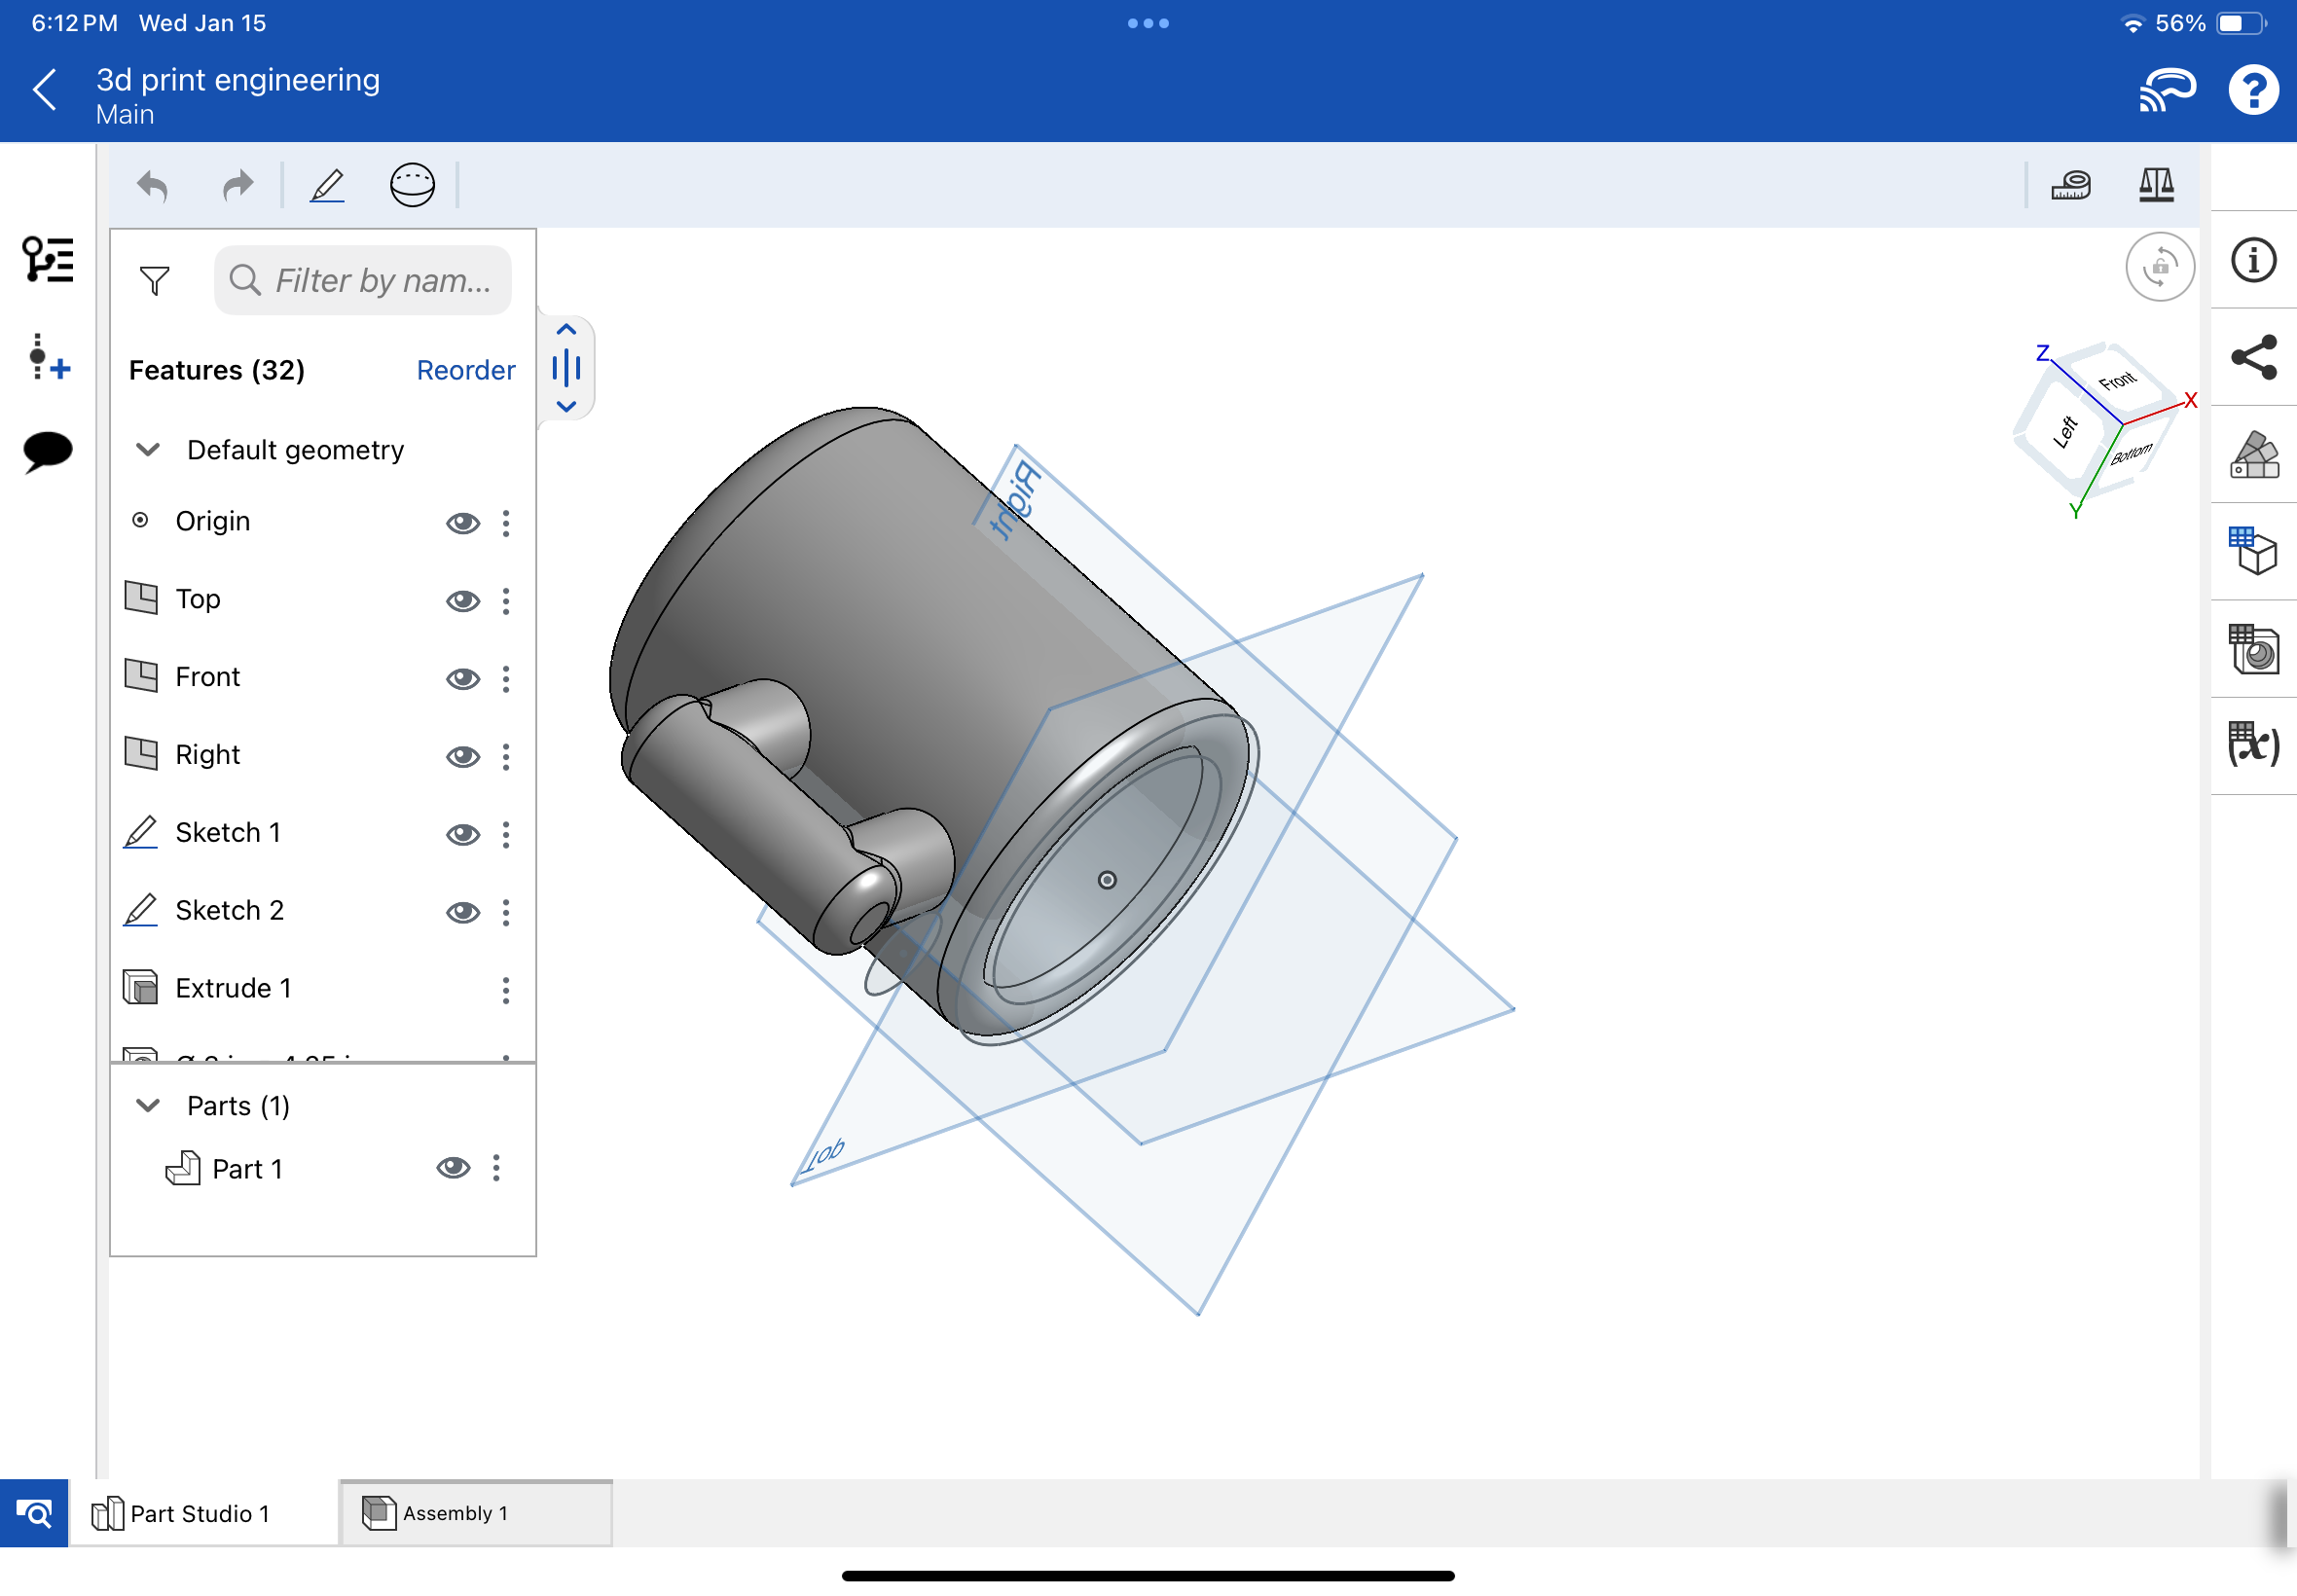 6:12 PM Wed Jan 15
56%
3d print engineering
Main
Filter by nam...
Features (32) Reorder
Default geometry
Origin
Top
Front
Right
Sketch 1
Sketch 2
Extrude 1
Parts (1)
Part 1
Right
Top
Z
Front
X
Left
Bottom
Y
(x)
Part Studio 1
Assembly 1